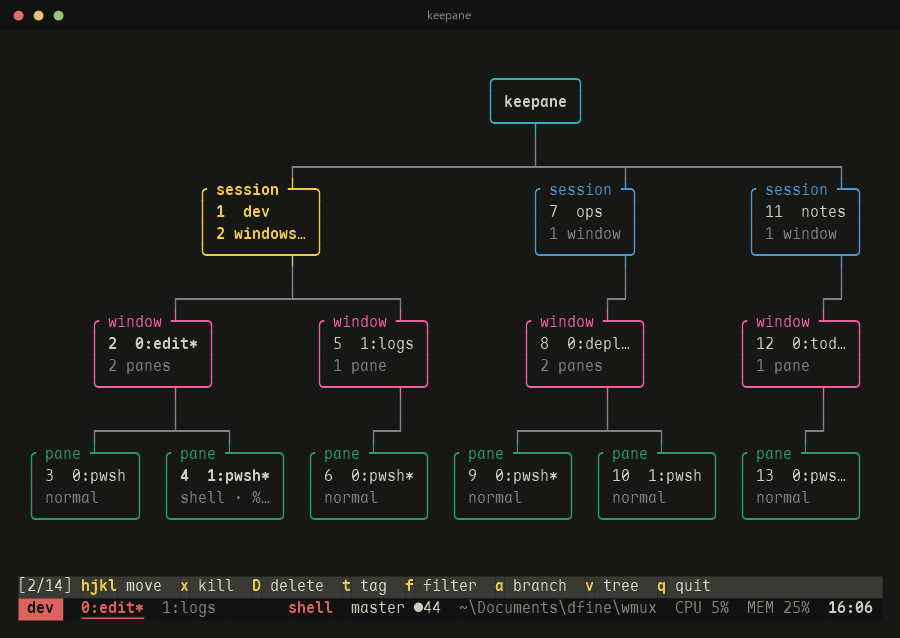 keepane
keepane
session session session
1 dev 7 ops 11 notes
2 windows… 1 window 1 window
window window window window
2 0:edit* 5 1:logs 8 0:depl… 12 0:tod…
2 panes 1 pane 2 panes 1 pane
pane pane pane pane pane pane
3 0:pwsh 4 1:pwsh* 6 0:pwsh* 9 0:pwsh* 10 1:pwsh 13 0:pws…
normal shell · %… normal normal normal normal
[2/14] hjkl move x kill D delete t tag f filter a branch v tree q quit
dev 0:edit* 1:logs shell master ●44 ~\Documents\dfine\wmux CPU 5% MEM 25% 16:06